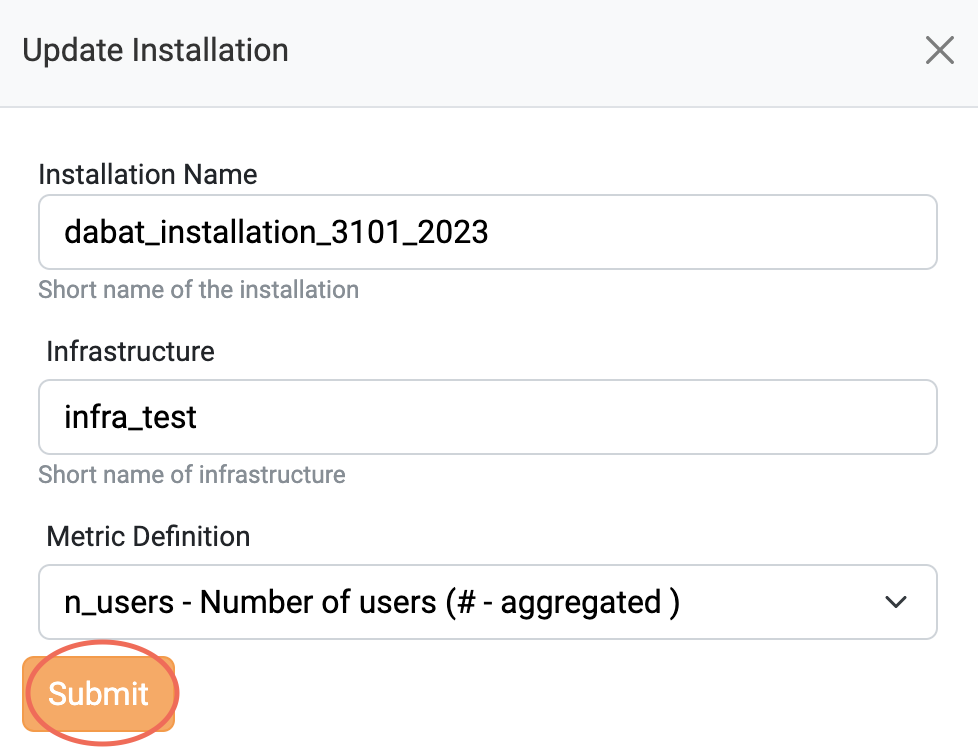 Update Installation
Installation Name
dabat_installation_3101_2023
Short name of the installation
Infrastructure
infra_test
Short name of infrastructure
Metric Definition
n_users - Number of users (# - aggregated )
Submit